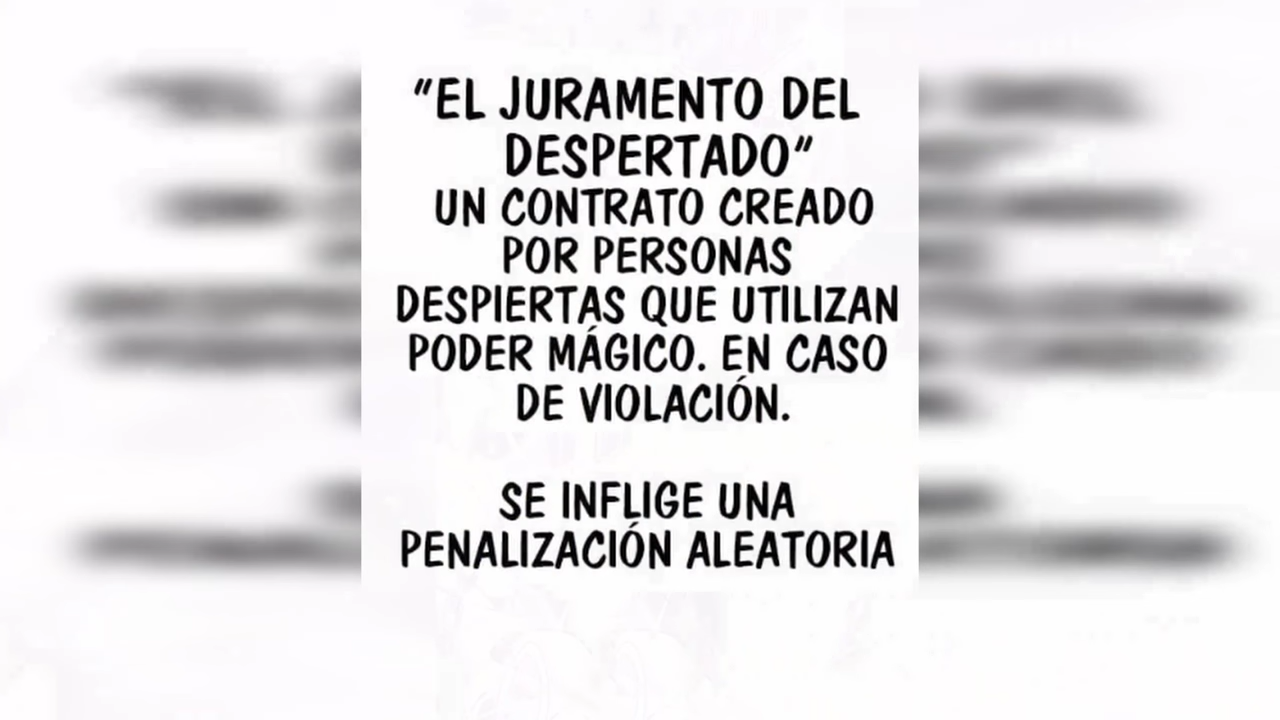 "EL JURAMENTO DEL
DESPERTADO"
UN CONTRATO CREADO
POR PERSONAS
DESPIERTAS QUE UTILIZAN
PODER MÁGICO. EN CASO
DE VIOLACIÓN.
SE INFLIGE UNA
PENALIZACIÓN ALEATORIA